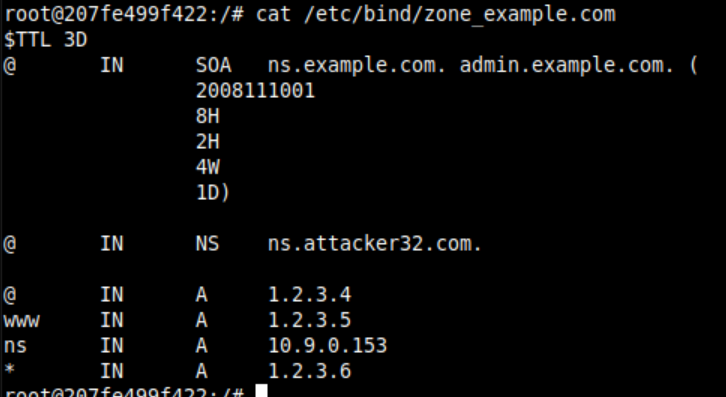 root@207fe499f422:/# cat /etc/bind/zone_example.com
$TTL 3D
@ IN SOA ns.example.com. admin.example.com. (
2008111001
8H
2H
4W
1D)
@ IN NS ns.attacker32.com.
@ IN A 1.2.3.4
www IN A 1.2.3.5
ns IN A 10.9.0.153
* IN A 1.2.3.6
root@207fe499f422:/#